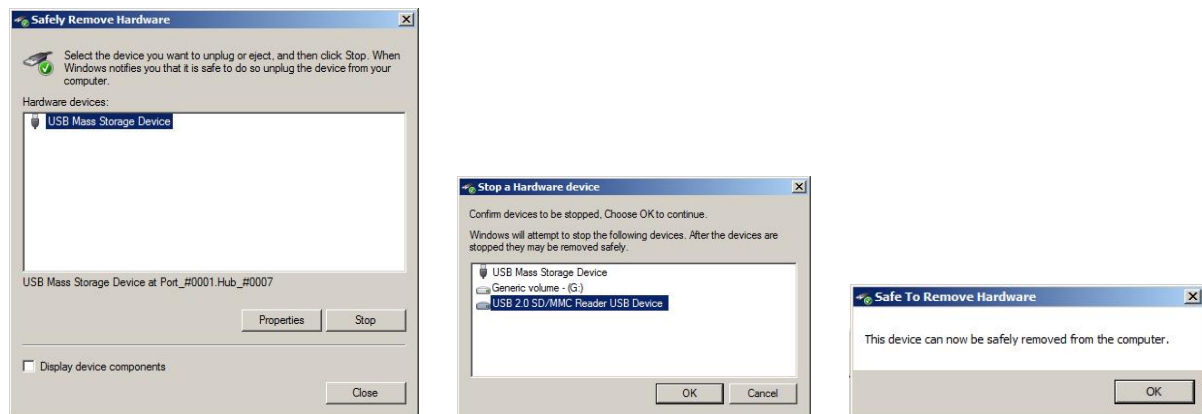 Safely Remove Hardware
Select the device you want to unplug or eject, and then click Stop. When
Windows notifies you that it is safe to do so unplug the device from your
computer.
Hardware devices:
USB Mass Storage Device
USB Mass Storage Device at Port_#0001.Hub_#0007
Properties
Stop
Display device components
Close
Stop a Hardware device
Confirm devices to be stopped, Choose OK to continue.
Windows will attempt to stop the following devices. After the devices are
stopped they may be removed safely.
USB Mass Storage Device
Generic volume - (G:)
USB 2.0 SD/MMC Reader USB Device
OK
Cancel
Safe To Remove Hardware
This device can now be safely removed from the computer.
OK